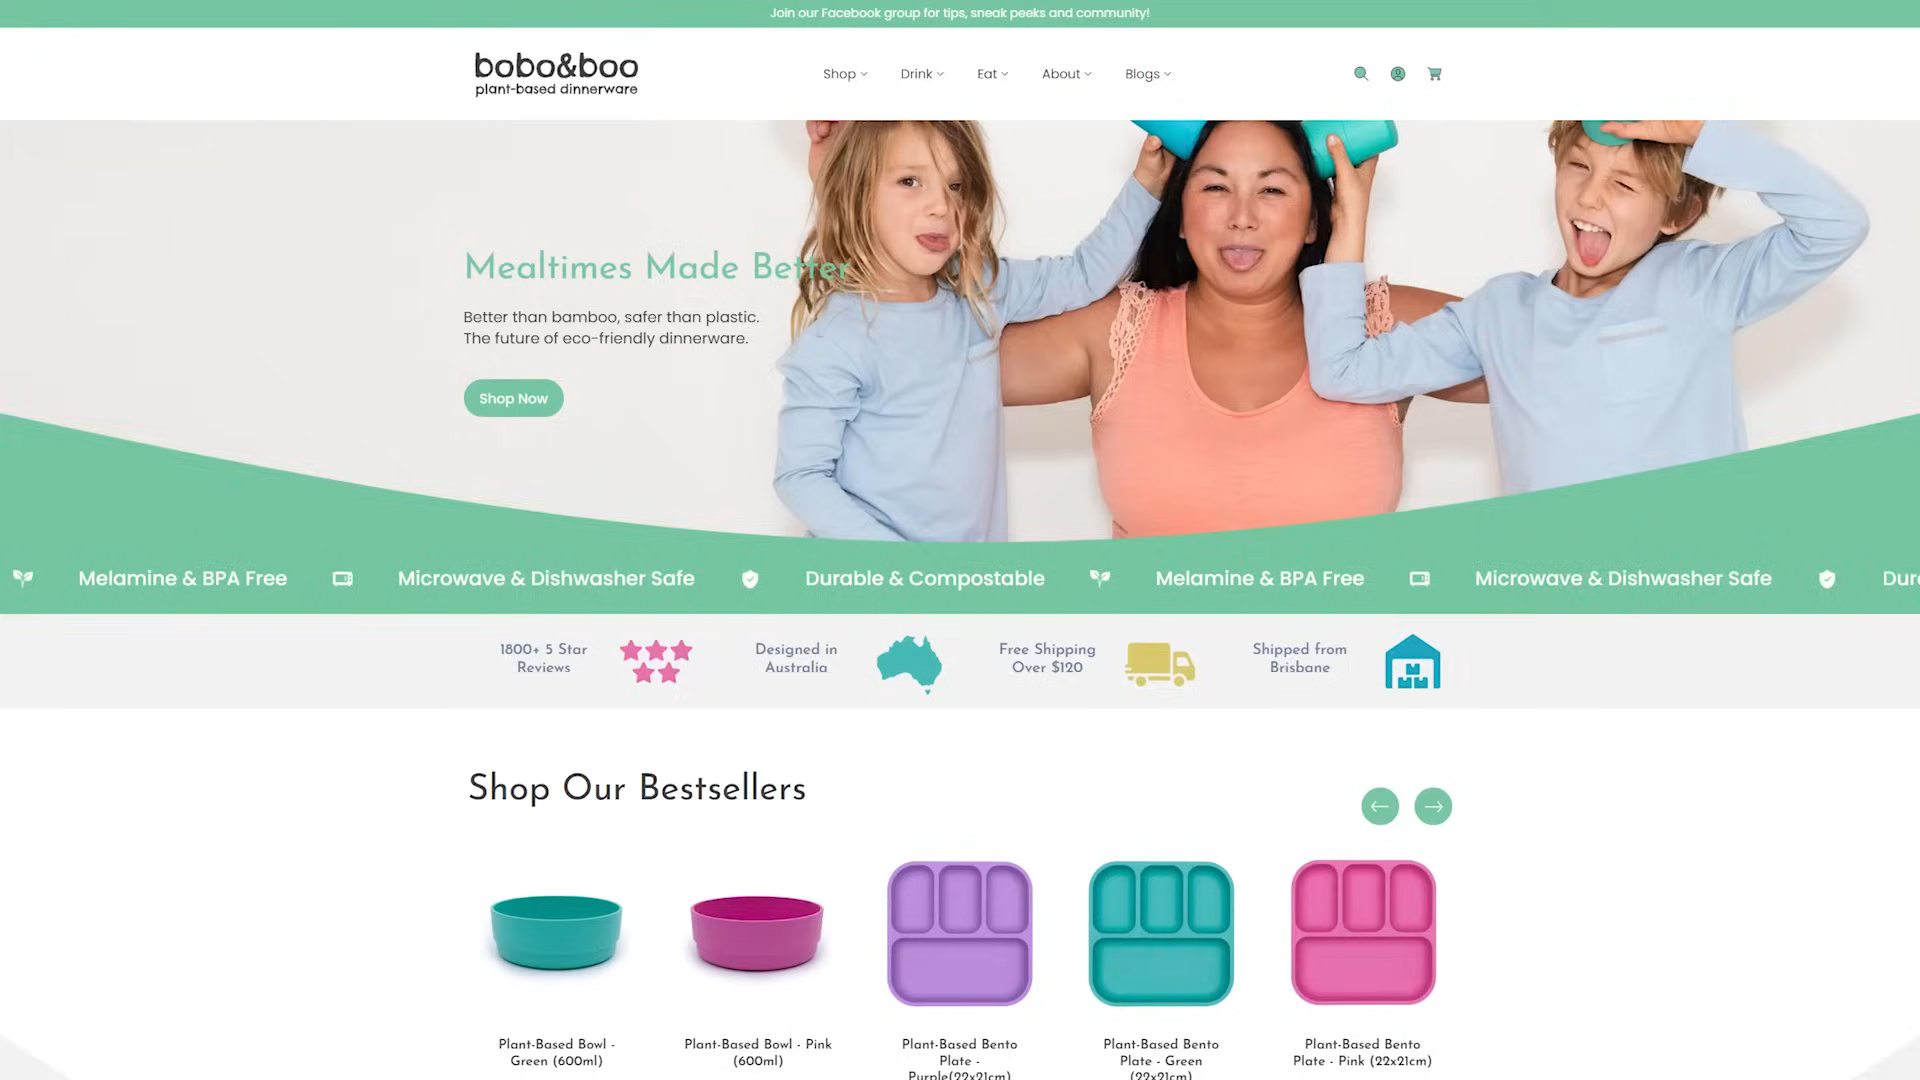 Join our Facebook group for tips, sneak peeks and community!
bobo&boo
plant-based dinnerware
Shop
Drink
Eat
About
Blogs
Mealtimes Made Better
Better than bamboo, safer than plastic.
The future of eco-friendly dinnerware.
Shop Now
Melamine & BPA Free
Microwave & Dishwasher Safe
Durable & Compostable
Melamine & BPA Free
Microwave & Dishwasher Safe
1800+ 5 Star
Reviews
Designed in
Australia
Free Shipping
Over $120
Shipped from
Brisbane
Shop Our Bestsellers
Plant-Based Bowl -
Green (600ml)
Plant-Based Bowl - Pink
(600ml)
Plant-Based Bento
Plate -
Purple(22x21cm)
Plant-Based Bento
Plate - Green
(22x21cm)
Plant-Based Bento
Plate - Pink (22x21cm)